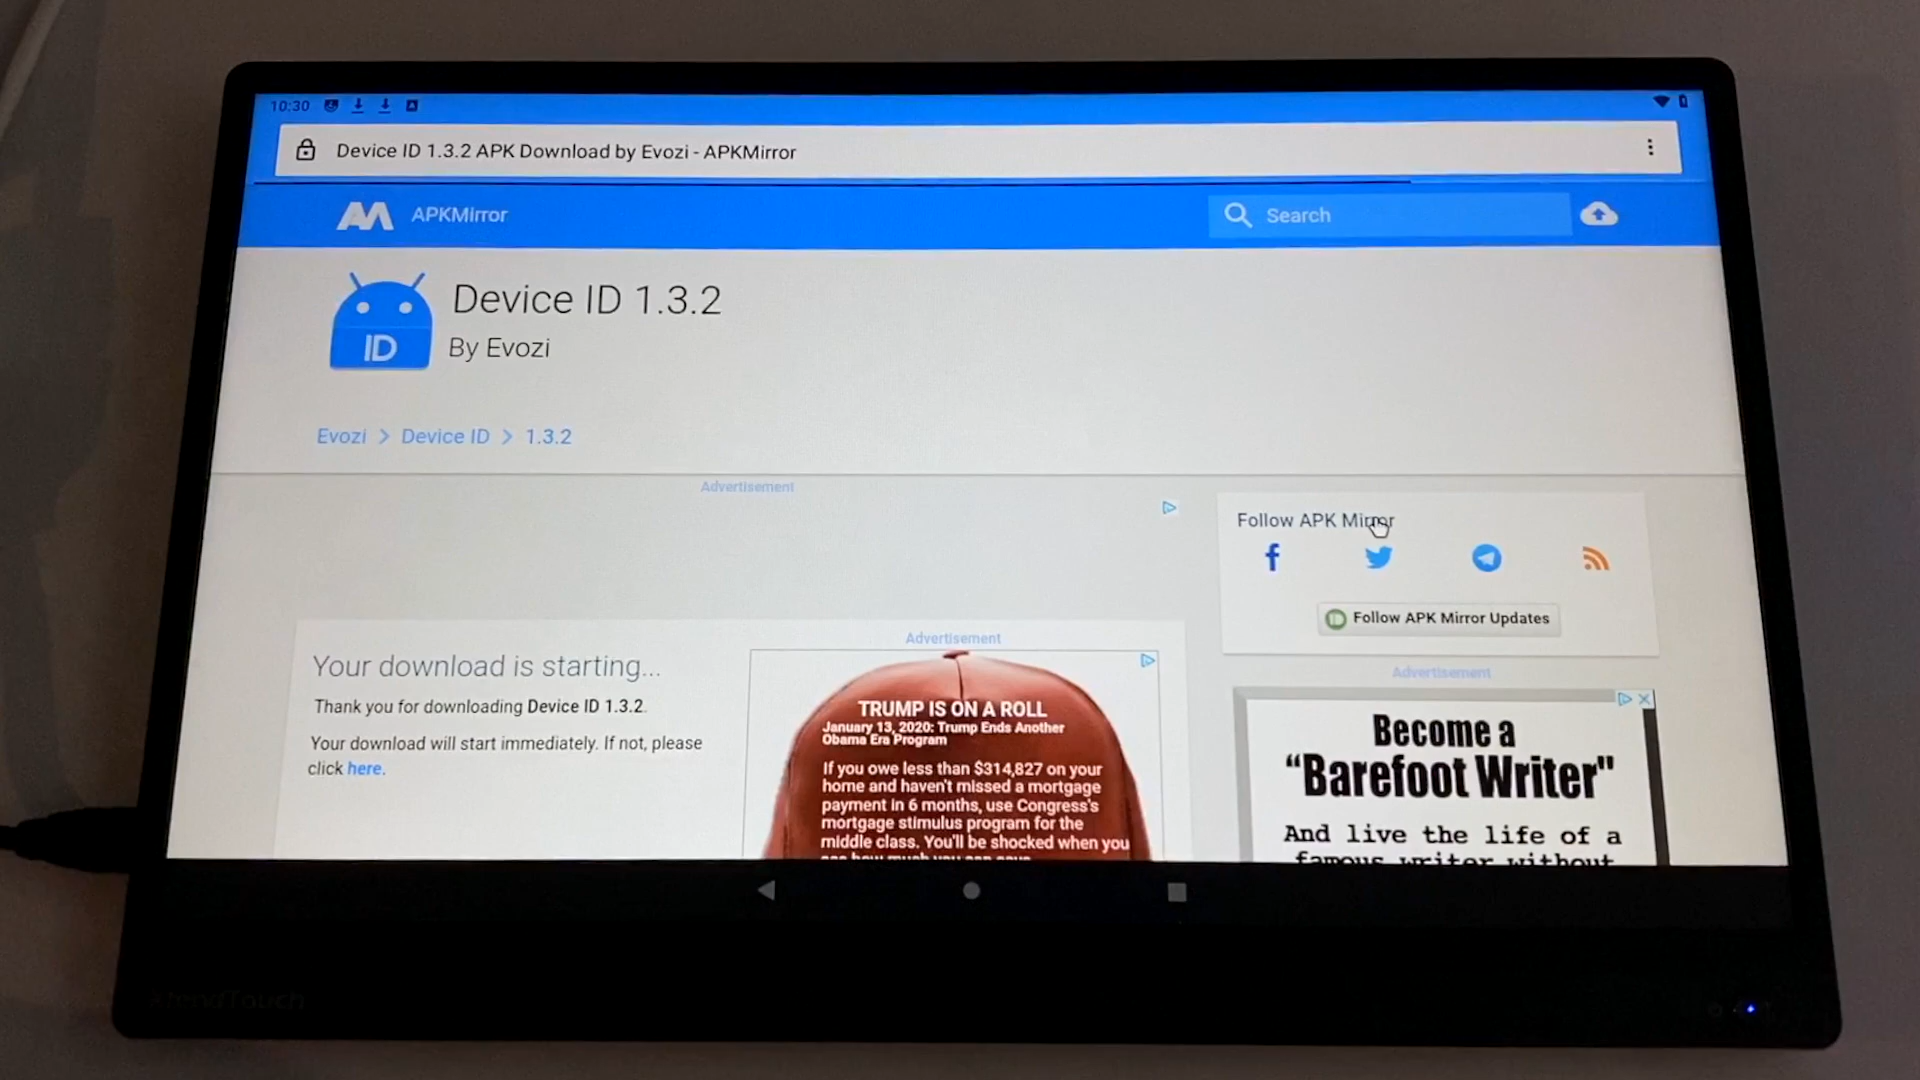 10:30
Device ID 1.3.2 APK Download by Evozi - APKMirror
APKMirror
Search
Device ID 1.3.2
ID
By Evozi
Evozi > Device ID > 1.3.2
Advertisement
Follow APK Mirror
Follow APK Mirror Updates
Your download is starting...
Thank you for downloading Device ID 1.3.2.
Your download will start immediately. If not, please
click here.
Advertisement
TRUMP IS ON A ROLL
January 13, 2020: Trump Ends Another
Obama Era Program
If you owe less than $314,827 on your
home and haven't missed a mortgage
payment in 6 months, use Congress's
mortgage stimulus program for the
middle class. You'll be shocked when you
Advertisement
Become a
"Barefoot Writer"
And live the life of a
famous writer without